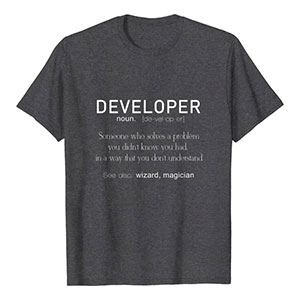 DEVELOPER
noun. [de-vel-op-er]
Someone who solves a problem
you didn't know you had,
in a way that you don't understand.
See also: wizard, magician